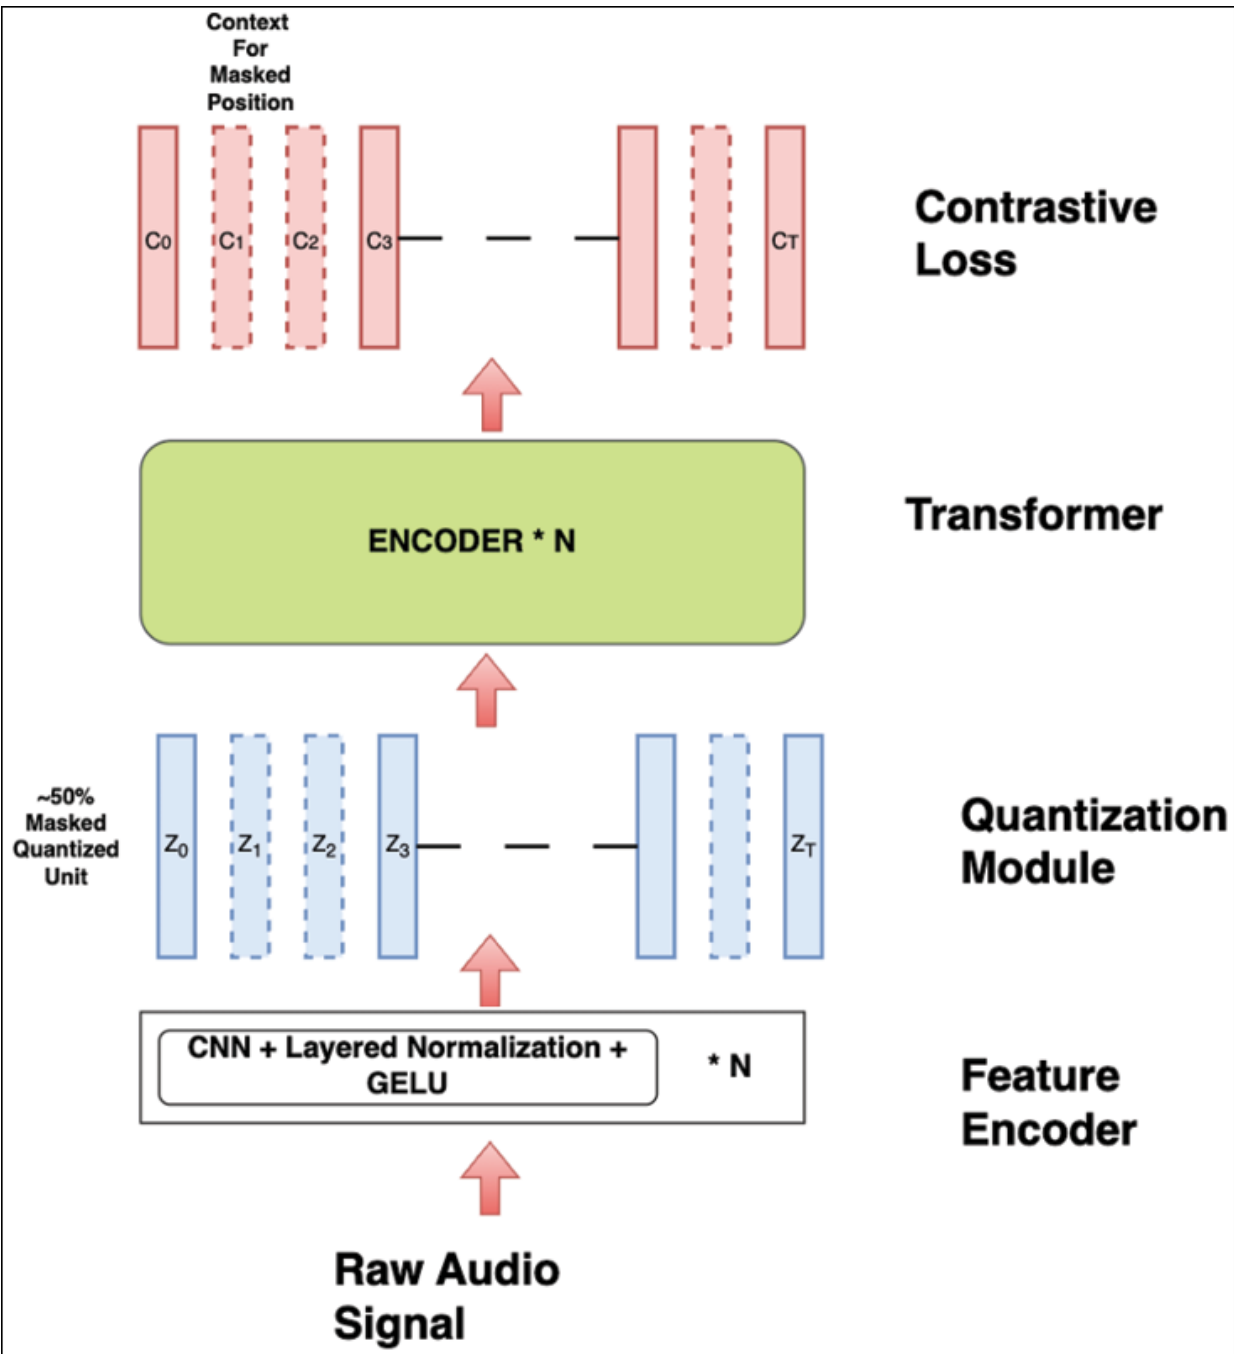 Context
For
Masked
Position
C0
C1
C2
C3
CT
Contrastive
Loss
ENCODER * N
Transformer
~50%
Masked
Quantized
Unit
Z0
Z1
Z2
Z3
ZT
Quantization
Module
CNN + Layered Normalization +
GELU
* N
Feature
Encoder
Raw Audio
Signal